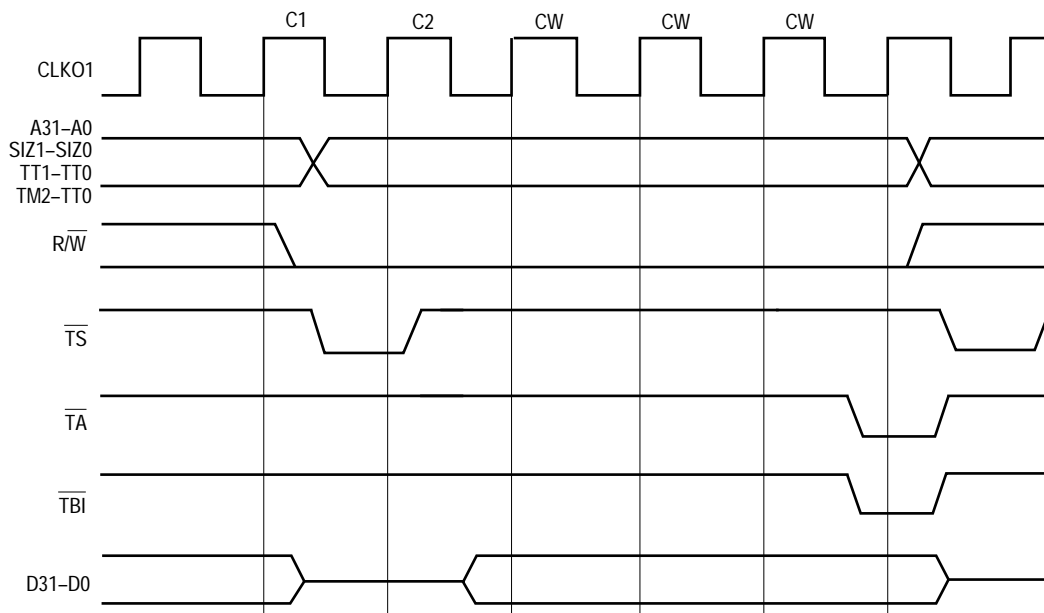 C1 C2 CW CW CW
CLKO1
A31–A0
SIZ1–SIZ0
TT1–TT0
TM2–TT0
R/W
TS
TA
TBI
D31–D0